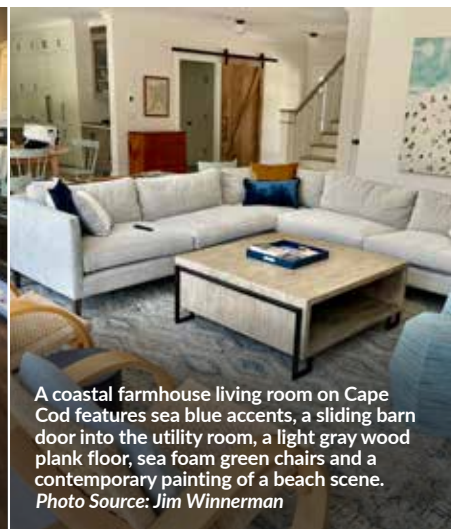 A coastal farmhouse living room on Cape
Cod features sea blue accents, a sliding barn
door into the utility room, a light gray wood
plank floor, sea foam green chairs and a
contemporary painting of a beach scene.
Photo Source: Jim Winnerman